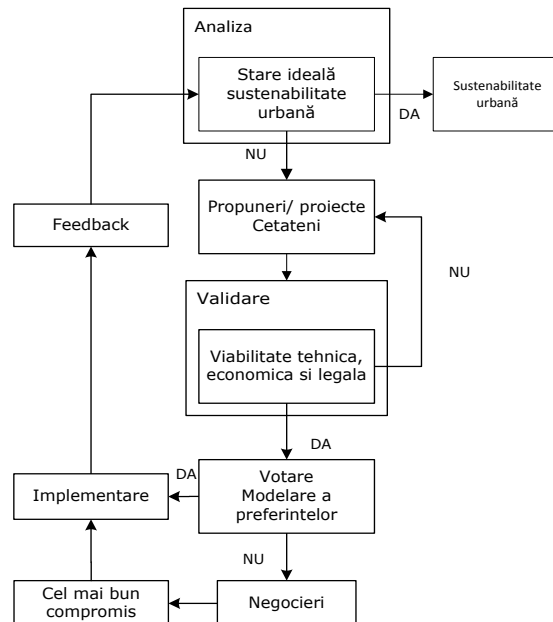 Analiza
Stare ideală
sustenabilitate
urbană
DA
Sustenabilitate
urbană
NU
Propuneri/ proiecte
Cetateni
Feedback
NU
Validare
Viabilitate tehnica,
economica si legala
DA
Votare
Modelare a
preferintelor
DA
Implementare
NU
Cel mai bun
compromis
Negocieri